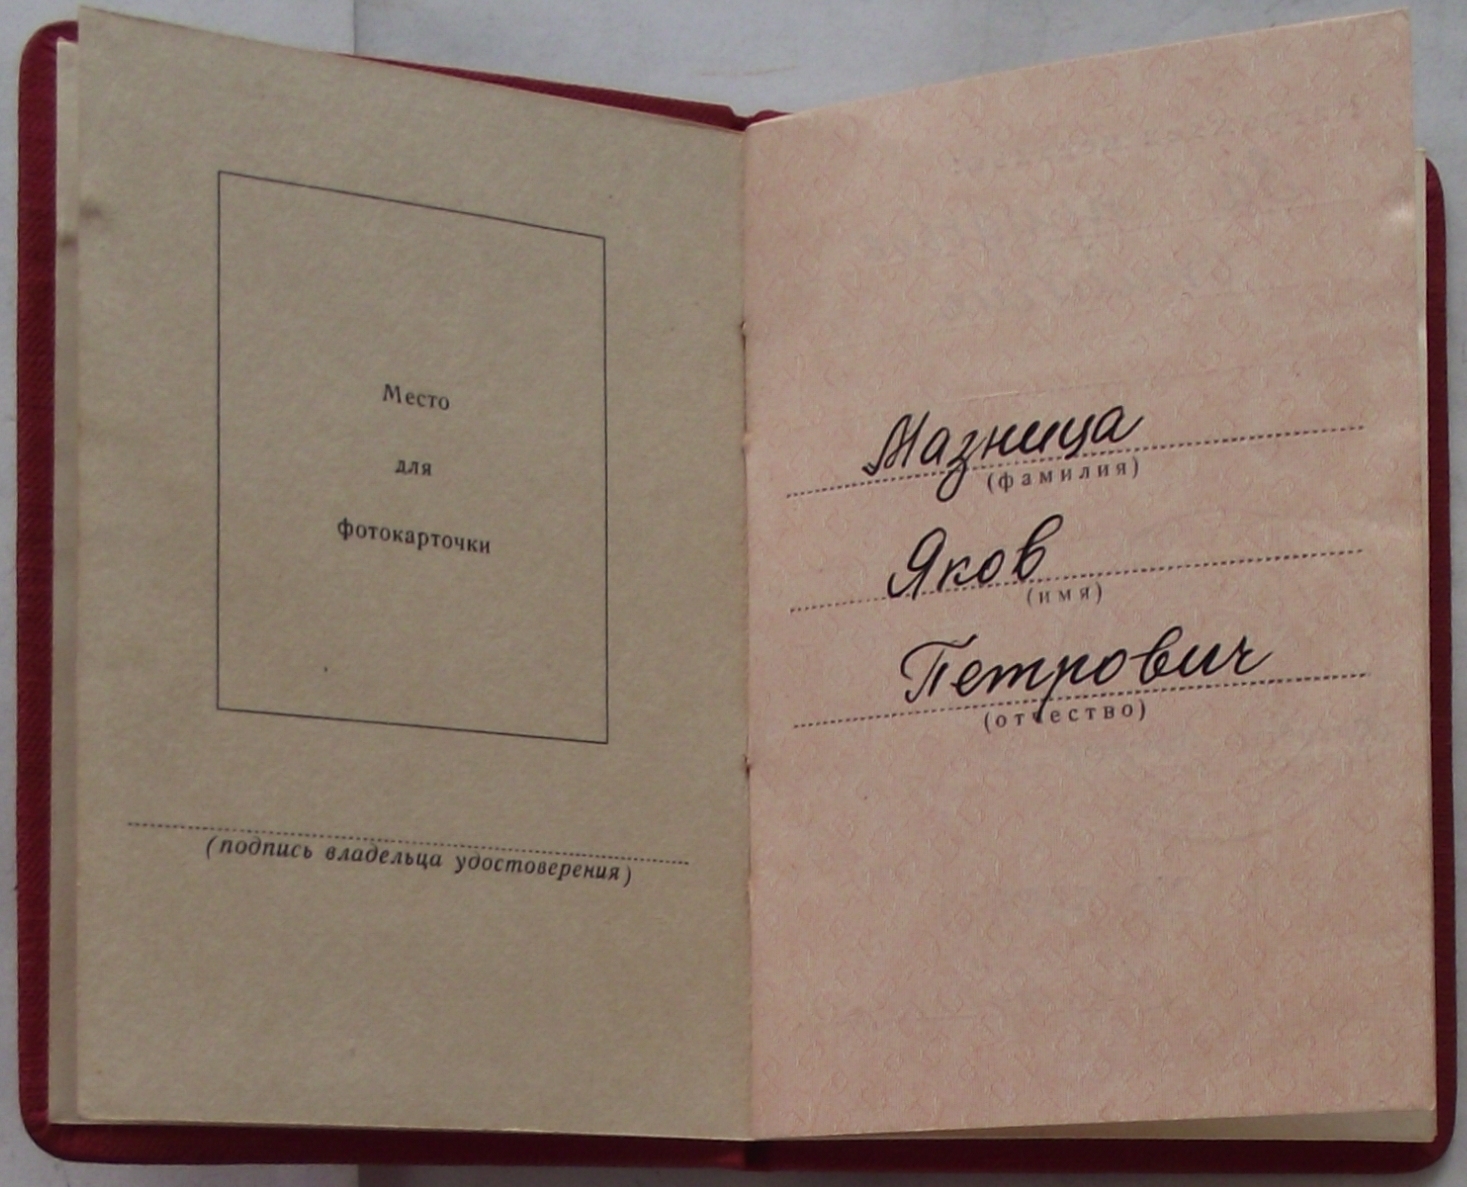 Место
для
фотокарточки
(подпись владельца удостоверения)
Мазница
(фамилия)
Яков
(имя)
Петрович
(отчество)